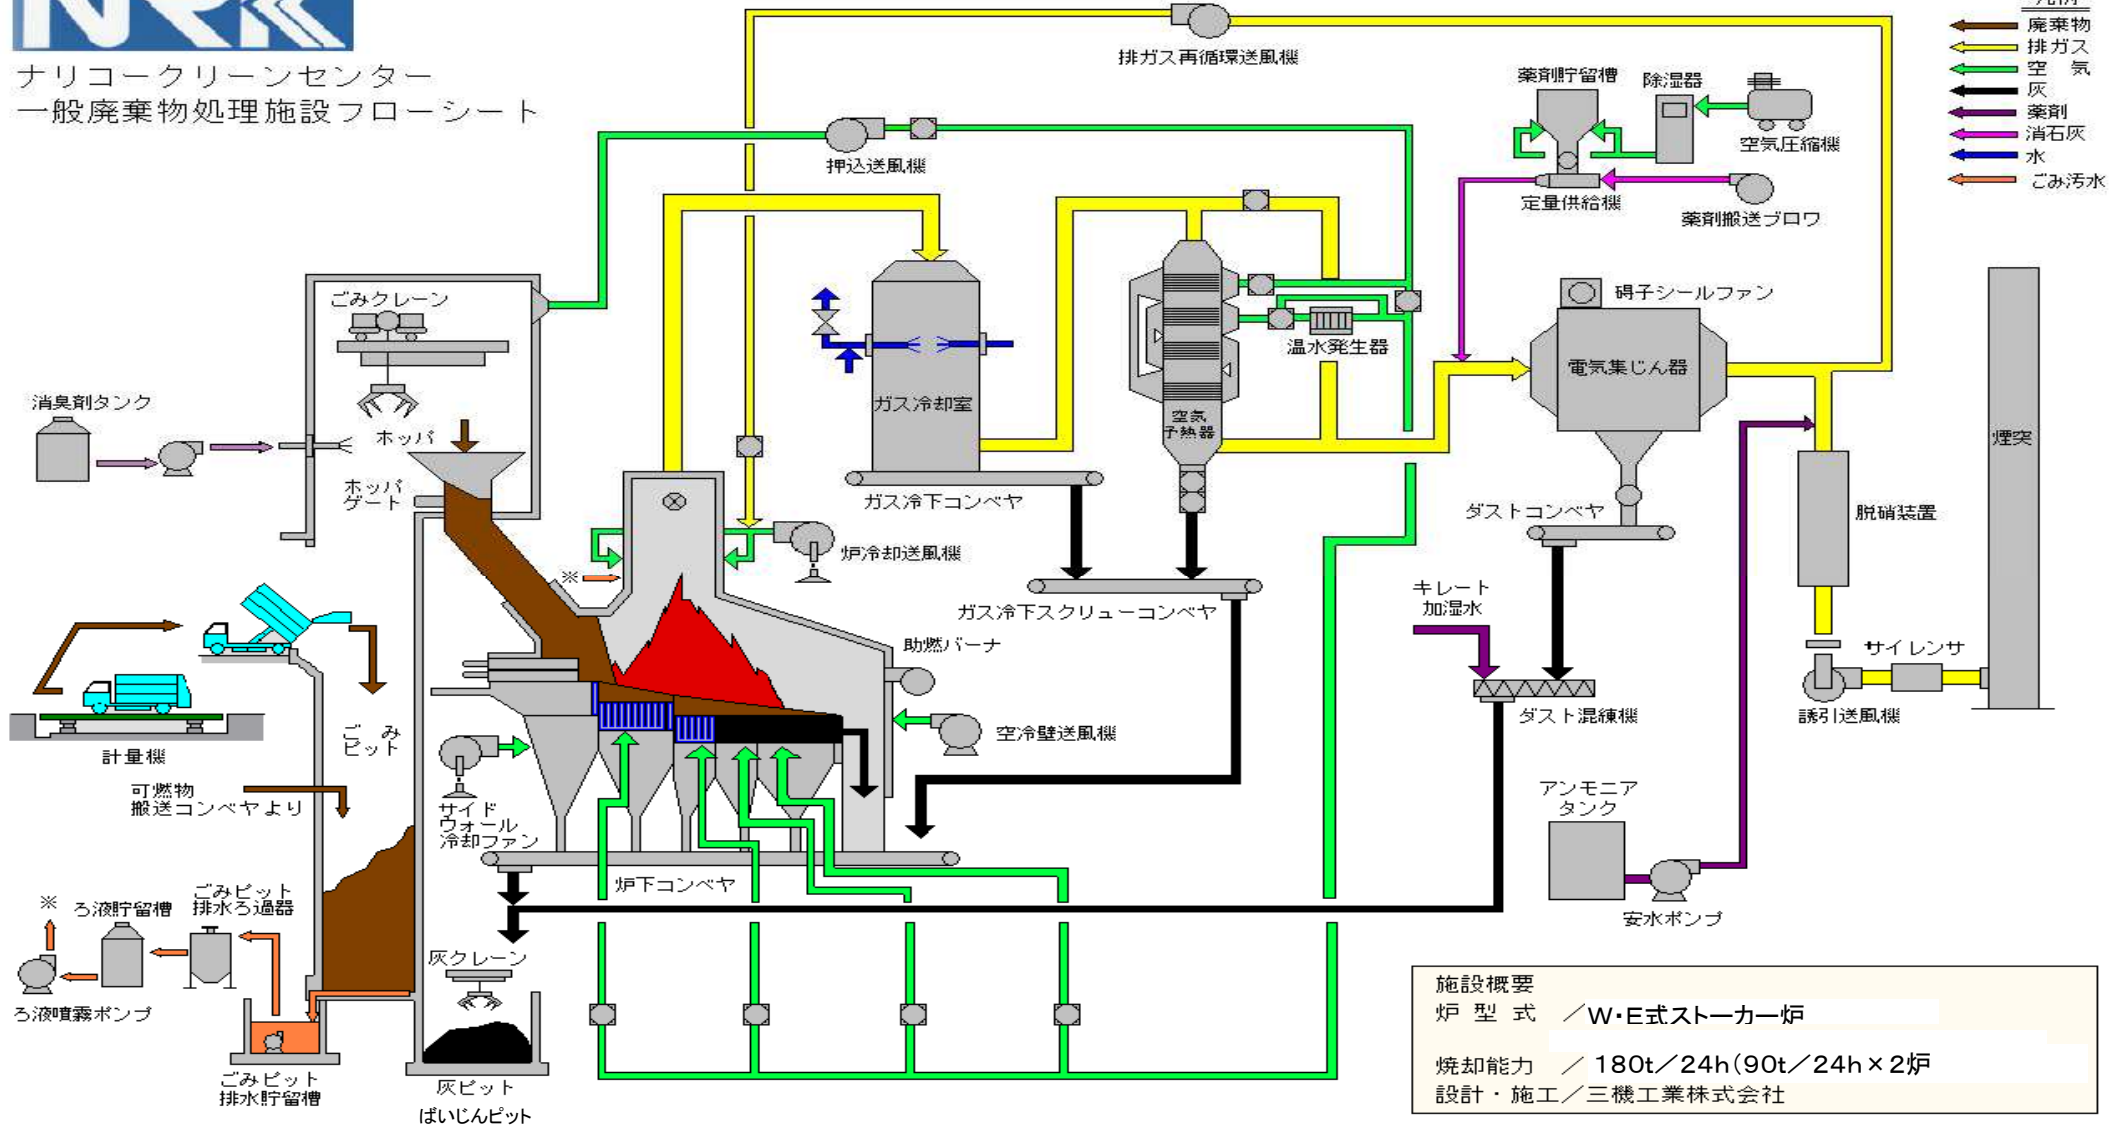 NRK
ナリコークリーンセンター
一般廃棄物処理施設フローシート
排ガス再循環送風機
廃棄物
排ガス
空　気
灰
薬剤
消石灰
水
ごみ汚水
薬剤貯留槽
除湿器
空気圧縮機
定量供給機
薬剤搬送ブロワ
押込送風機
ごみクレーン
消臭剤タンク
ホッパ
ホッパ
ゲート
ガス冷却室
空気
予熱器
温水発生器
碍子シールファン
電気集じん器
煙突
ガス冷下コンベヤ
ダストコンベヤ
脱硝装置
炉冷却送風機
※
ガス冷下スクリューコンベヤ
キレート
加湿水
助燃バーナ
サイレンサ
ダスト混練機
誘引送風機
計量機
ごみ
ピット
空冷壁送風機
可燃物
搬送コンベヤより
サイド
ウォール
冷却ファン
アンモニア
タンク
炉下コンベヤ
安水ポンプ
※
ろ液貯留槽
ごみピット
排水ろ過器
ろ液噴霧ポンプ
灰クレーン
ごみピット
排水貯留槽
灰ピット
ばいじんピット
施設概要
炉 型 式　／W･E式ストーカー炉
焼却能力　／ 180t／24h(90t／24h×2炉
設計・施工／三機工業株式会社